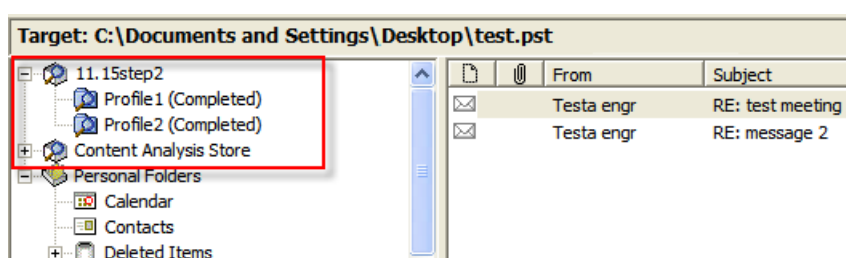 Target: C:\Documents and Settings\Desktop\test.pst
11.15step2
Profile1 (Completed)
Profile2 (Completed)
Content Analysis Store
Personal Folders
Calendar
Contacts
Deleted Items
From Subject
Testa engr RE: test meeting
Testa engr RE: message 2